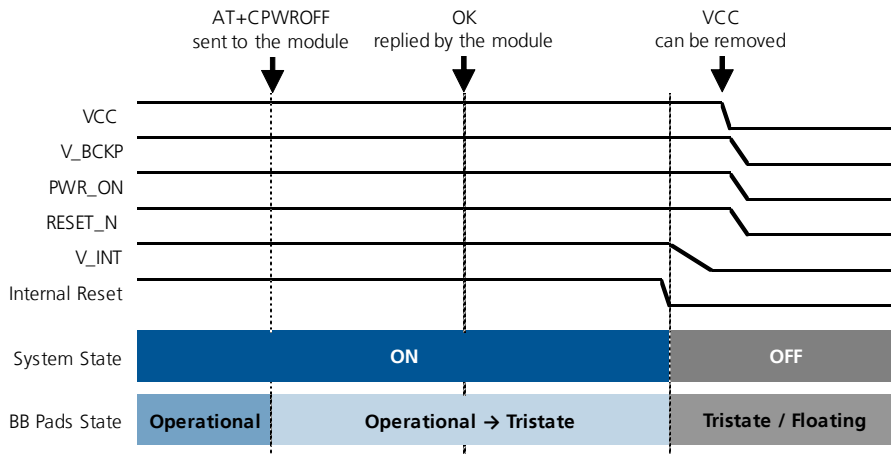 AT+CPWROFF
sent to the module
OK
replied by the module
VCC
can be removed
VCC
V_BCKP
PWR_ON
RESET_N
V_INT
Internal Reset
System State
ON
OFF
BB Pads State
Operational
Operational → Tristate
Tristate / Floating